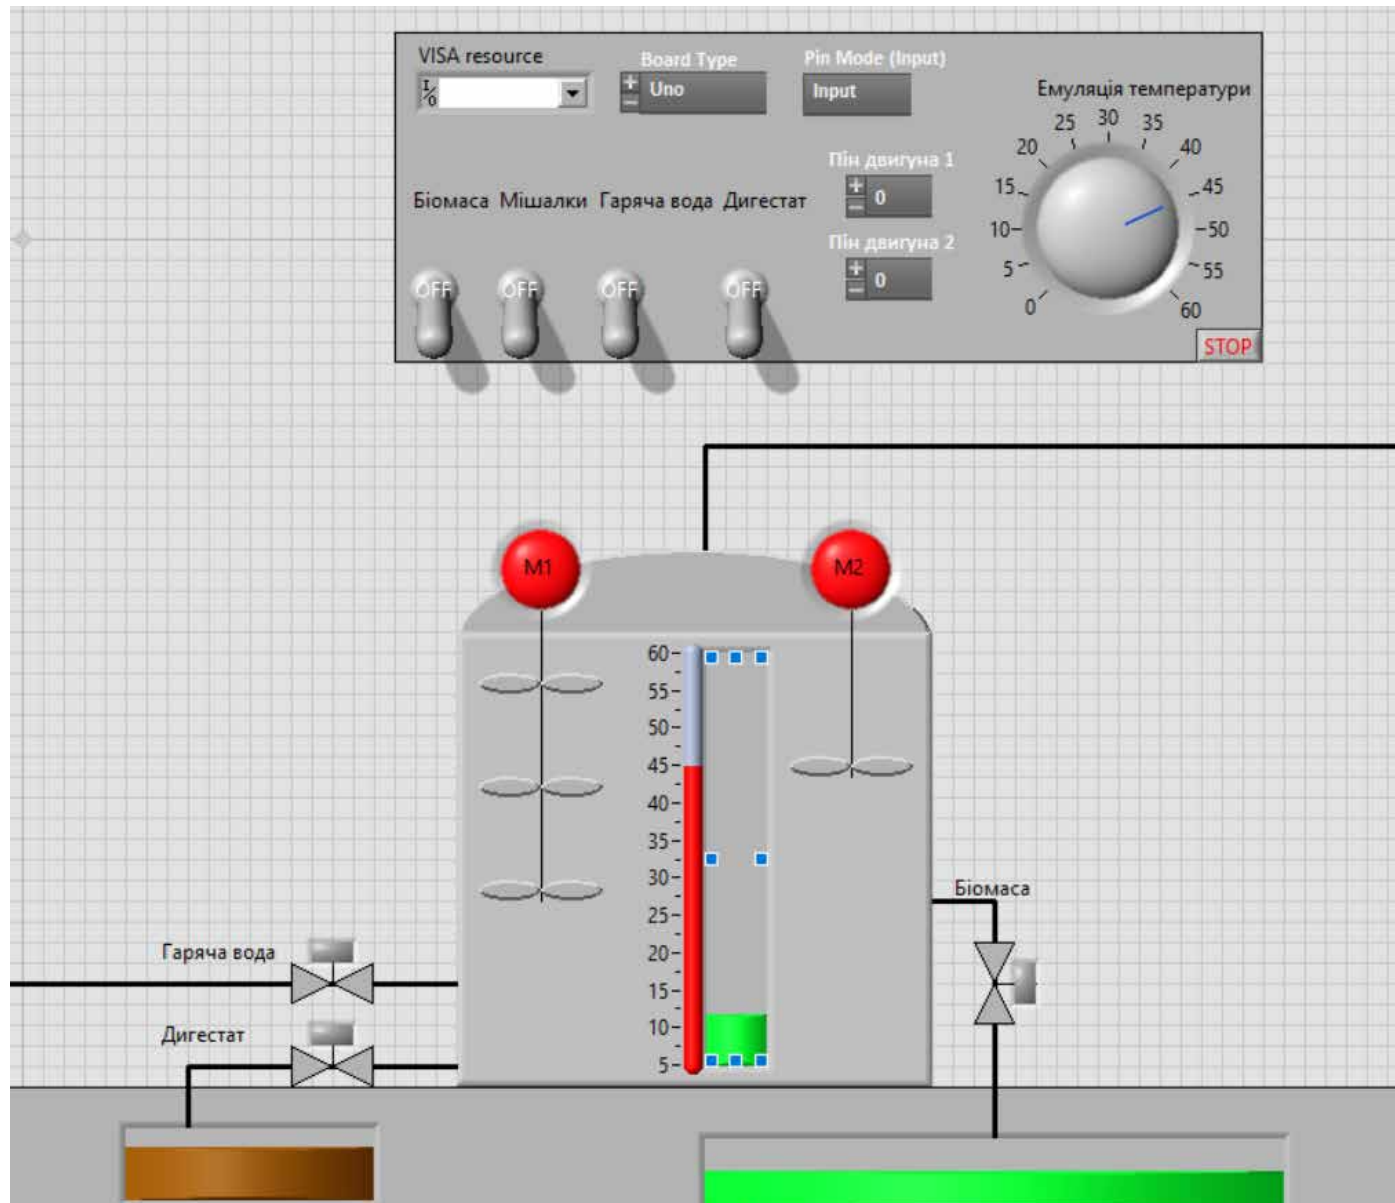 VISA resource
Board Type
Pin Mode (Input)
I/O
Uno
Input
Емуляція температури
0
5
10
15
20
25
30
35
40
45
50
55
60
Пін двигуна 1
0
Біомаса Мішалки Гаряча вода Дигестат
Пін двигуна 2
0
OFF OFF OFF OFF
STOP
M1
M2
60
55
50
45
40
35
30
25
20
15
10
5
Біомаса
Гаряча вода
Дигестат